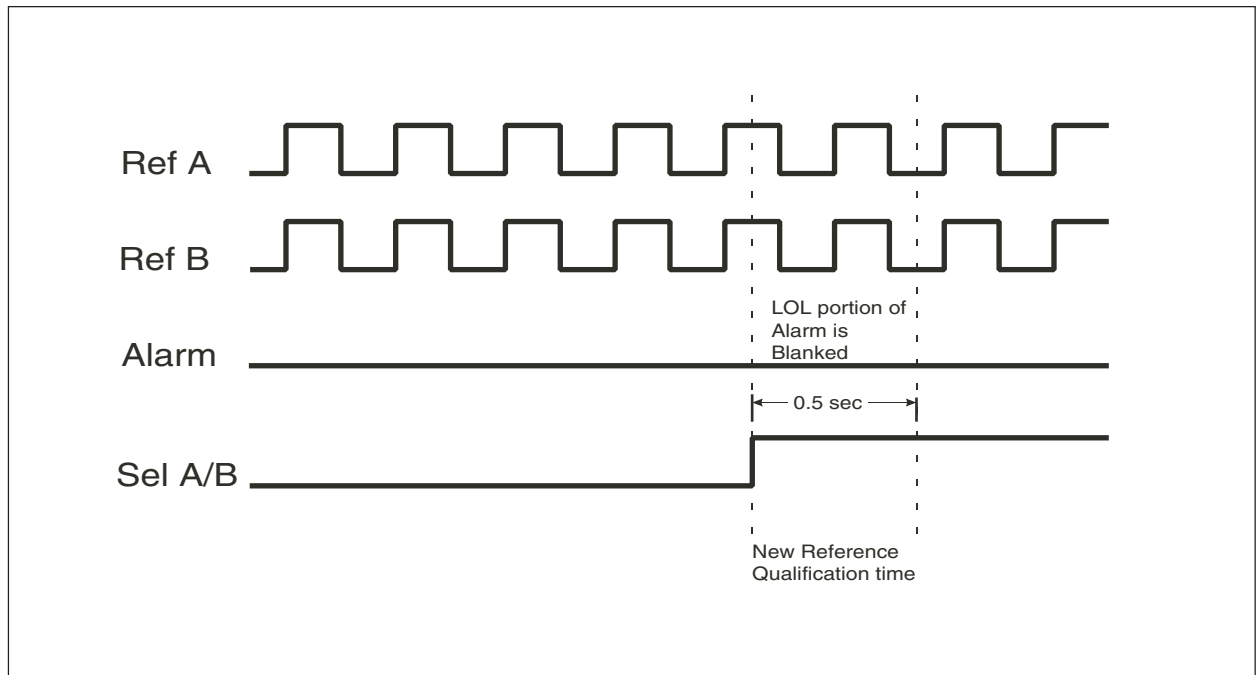 Ref A
Ref B
LOL portion of
Alarm is
Blanked
Alarm
0.5 sec
Sel A/B
New Reference
Qualification time